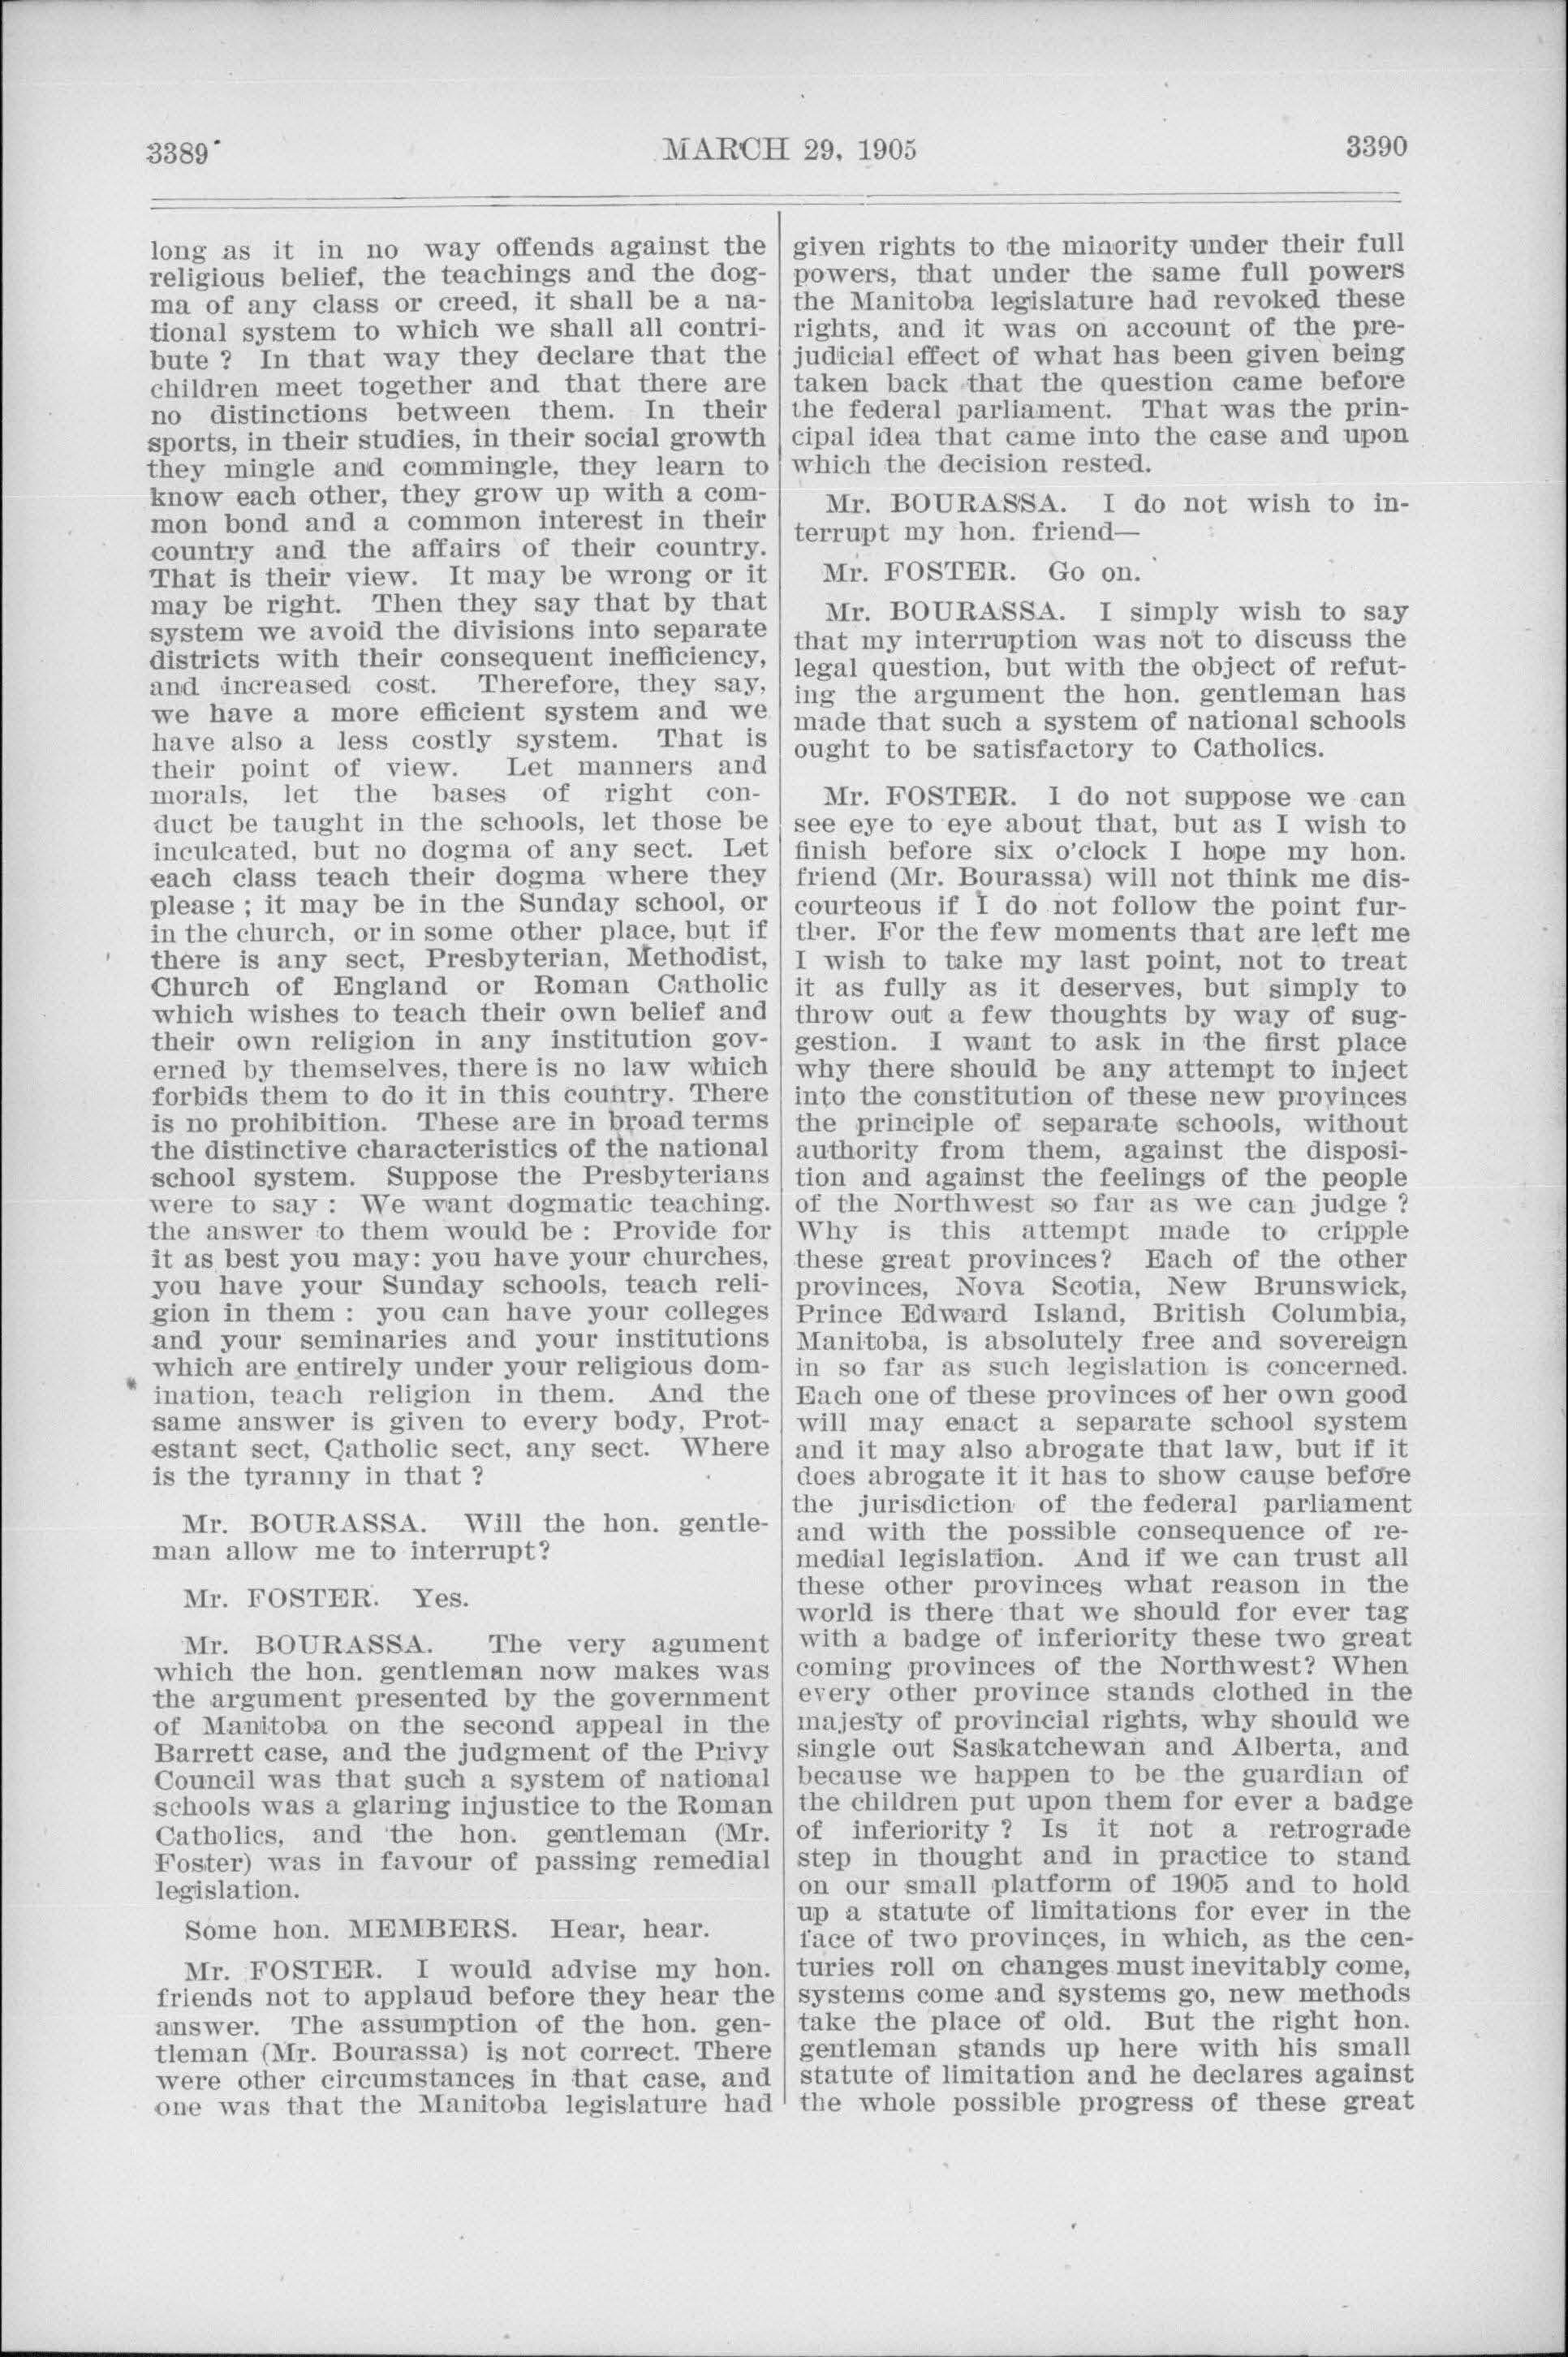 3389
MARCH 29, 1905
3390
long as it in no way offends against the
religious belief, the teachings and the dog-
ma of any class or creed, it shall be a na-
tional system to which we shall all contri-
bute ? In that way they declare that the
children meet together and that there are
no distinctions between them. In their
sports, in their studies, in their social growth
they mingle and commingle, they learn to
know each other, they grow up with a com-
mon bond and a common interest in their
country and the affairs of their country.
That is their view. It may be wrong or it
may be right. Then they say that by that
system we avoid the divisions into separate
districts with their consequent inefficiency,
and increased cost. Therefore, they say,
we have a more efficient system and we
have also a less costly system. That is
their point of view. Let manners and
morals, let the bases of right con-
duct be taught in the schools, let those be
inculcated, but no dogma of any sect. Let
each class teach their dogma where they
please ; it may be in the Sunday school, or
in the church, or in some other place, but if
there is any sect, Presbyterian, Methodist,
Church of England or Roman Catholic
which wishes to teach their own belief and
their own religion in any institution gov-
erned by themselves, there is no law which
forbids them to do it in this country. There
is no prohibition. These are in broad terms
the distinctive characteristics of the national
school system. Suppose the Presbyterians
were to say : We want dogmatic teaching.
the answer to them would be : Provide for
it as best you may: you have your churches,
you have your Sunday schools, teach reli-
gion in them : you can have your colleges
and your seminaries and your institutions
which are entirely under your religious dom-
ination, teach religion in them. And the
same answer is given to every body, Prot-
estant sect, Catholic sect, any sect. Where
is the tyranny in that ?
Mr. BOURASSA. Will the hon. gentle-
man allow me to interrupt?
Mr. FOSTER. Yes.
Mr. BOURASSA. The very agument
which the hon. gentleman now makes was
the argument presented by the government
of Manitoba on the second appeal in the
Barrett case, and the judgment of the Privy
Council was that such a system of national
schools was a glaring injustice to the Roman
Catholics, and the hon. gentleman (Mr.
Foster) was in favour of passing remedial
legislation.
Some hon. MEMBERS. Hear, hear.
Mr. FOSTER. I would advise my hon.
friends not to applaud before they hear the
answer. The assumption of the hon. gen-
tleman (Mr. Bourassa) is not correct. There
were other circumstances in that case, and
one was that the Manitoba legislature had
given rights to the minority under their full
powers, that under the same full powers
the Manitoba legislature had revoked these
rights, and it was on account of the pre-
judicial effect of what has been given being
taken back that the question came before
the federal parliament. That was the prin-
cipal idea that came into the case and upon
which the decision rested.
Mr. BOURASSA. I do not wish to in-
terrupt my hon. friend—
Mr. FOSTER. Go on.
Mr. BOURASSA. I simply wish to say
that my interruption was not to discuss the
legal question, but with the object of refut-
ing the argument the hon. gentleman has
made that such a system of national schools
ought to be satisfactory to Catholics.
Mr. FOSTER. I do not suppose we can
see eye to eye about that, but as I wish to
finish before six o'clock I hope my hon.
friend (Mr. Bourassa) will not think me dis-
courteous if I do not follow the point fur-
ther. For the few moments that are left me
I wish to take my last point, not to treat
it as fully as it deserves, but simply to
throw out a few thoughts by way of sug-
gestion. I want to ask in the first place
why there should be any attempt to inject
into the constitution of these new provinces
the principle of separate schools, without
authority from them, against the disposi-
tion and against the feelings of the people
of the Northwest so far as we can judge ?
Why is this attempt made to cripple
these great provinces? Each of the other
provinces, Nova Scotia, New Brunswick,
Prince Edward Island, British Columbia,
Manitoba, is absolutely free and sovereign
in so far as such legislation is concerned.
Each one of these provinces of her own good
will may enact a separate school system
and it may also abrogate that law, but if it
does abrogate it it has to show cause before
the jurisdiction of the federal parliament
and with the possible consequence of re-
medial legislation. And if we can trust all
these other provinces what reason in the
world is there that we should for ever tag
with a badge of inferiority these two great
coming provinces of the Northwest? When
every other province stands clothed in the
majesty of provincial rights, why should we
single out Saskatchewan and Alberta, and
because we happen to be the guardian of
the children put upon them for ever a badge
of inferiority ? Is it not a retrograde
step in thought and in practice to stand
on our small platform of 1905 and to hold
up a statute of limitations for ever in the
face of two provinces, in which, as the cen-
turies roll on changes must inevitably come,
systems come and systems go, new methods
take the place of old. But the right hon.
gentleman stands up here with his small
statute of limitation and he declares against
the whole possible progress of these great